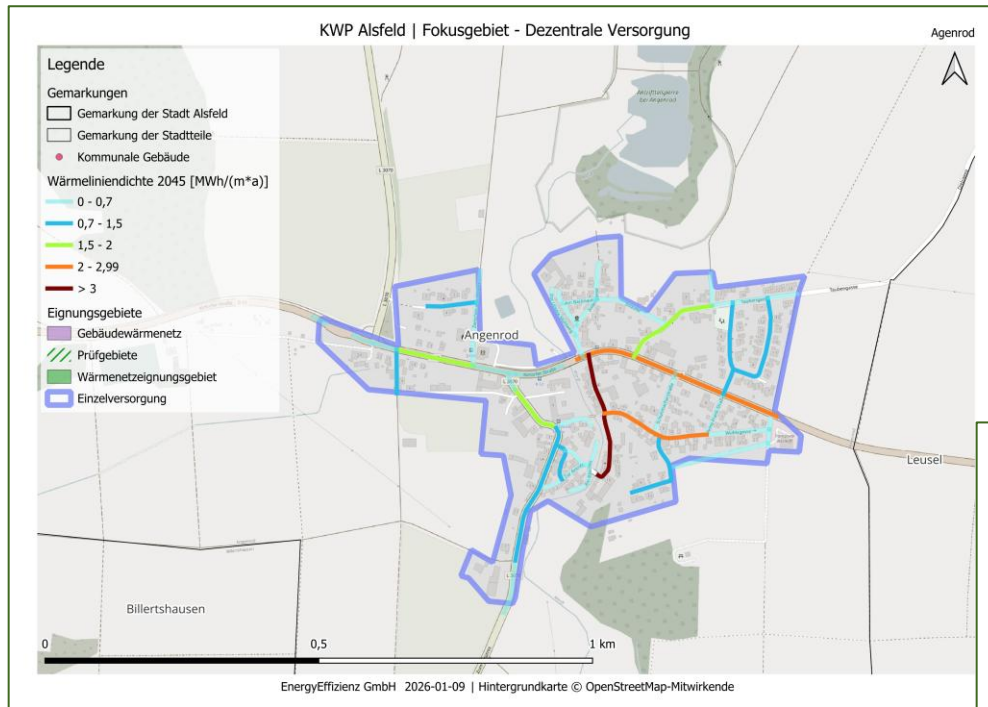 KWP Alsfeld | Fokusgebiet - Dezentrale Versorgung
Agenrod
Legende
Gemarkungen
Gemarkung der Stadt Alsfeld
Gemarkung der Stadtteile
Kommunale Gebäude
Wärmeliniendichte 2045 [MWh/(m*a)]
0 - 0,7
0,7 - 1,5
1,5 - 2
2 - 2,99
> 3
Eignungsgebiete
Gebäudewärmenetz
Prüfgebiete
Wärmenetzeignungsgebiet
Einzelversorgung
L 3070
Angenrod
Leusel
Billertshausen
0
0,5
1 km
EnergyEffizienz GmbH 2026-01-09 | Hintergrundkarte © OpenStreetMap-Mitwirkende